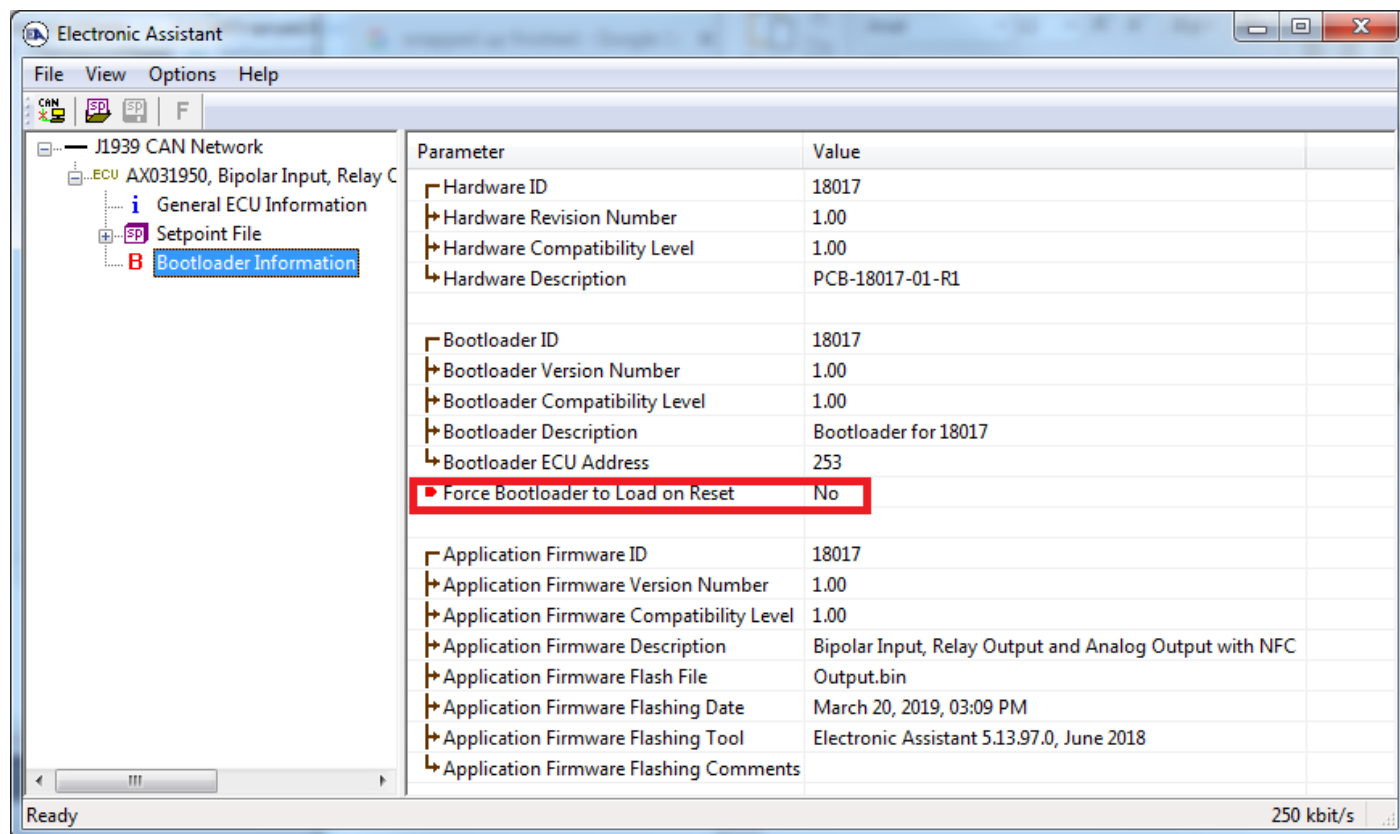 EA Electronic Assistant
File View Options Help
CAN SP SP F
J1939 CAN Network
ECU AX031950, Bipolar Input, Relay C
i General ECU Information
SP Setpoint File
B Bootloader Information
Parameter Value
Hardware ID 18017
Hardware Revision Number 1.00
Hardware Compatibility Level 1.00
Hardware Description PCB-18017-01-R1
Bootloader ID 18017
Bootloader Version Number 1.00
Bootloader Compatibility Level 1.00
Bootloader Description Bootloader for 18017
Bootloader ECU Address 253
Force Bootloader to Load on Reset No
Application Firmware ID 18017
Application Firmware Version Number 1.00
Application Firmware Compatibility Level 1.00
Application Firmware Description Bipolar Input, Relay Output and Analog Output with NFC
Application Firmware Flash File Output.bin
Application Firmware Flashing Date March 20, 2019, 03:09 PM
Application Firmware Flashing Tool Electronic Assistant 5.13.97.0, June 2018
Application Firmware Flashing Comments
Ready 250 kbit/s